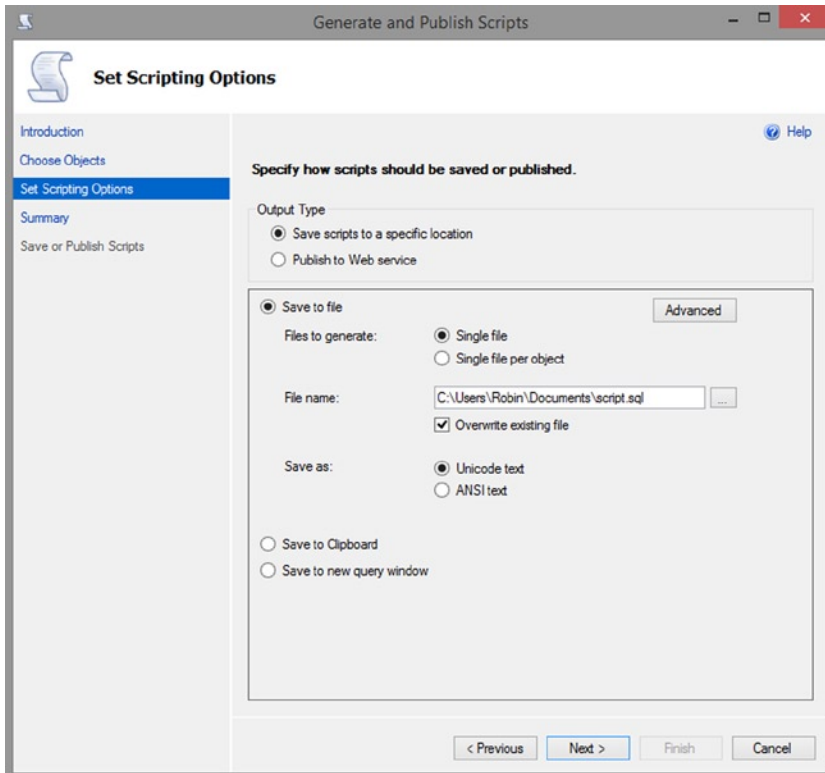 Generate and Publish Scripts
Set Scripting Options
Introduction
Choose Objects
Set Scripting Options
Summary
Save or Publish Scripts
Help
Specify how scripts should be saved or published.
Output Type
Save scripts to a specific location
Publish to Web service
Save to file
Advanced
Files to generate:
Single file
Single file per object
File name:
C:\Users\Robin\Documents\script.sql
...
Overwrite existing file
Save as:
Unicode text
ANSI text
Save to Clipboard
Save to new query window
< Previous
Next >
Finish
Cancel